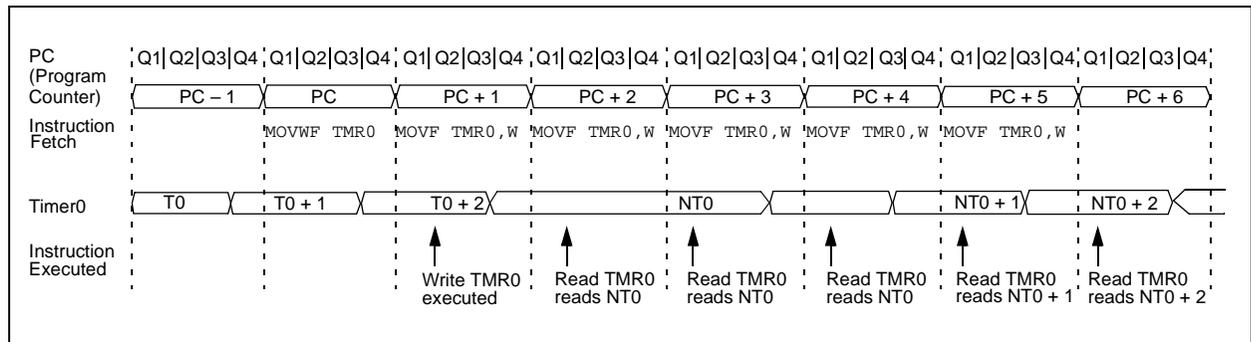 PC
(Program
Counter)
Q1 Q2 Q3 Q4 Q1 Q2 Q3 Q4 Q1 Q2 Q3 Q4 Q1 Q2 Q3 Q4 Q1 Q2 Q3 Q4 Q1 Q2 Q3 Q4 Q1 Q2 Q3 Q4 Q1 Q2 Q3 Q4
PC – 1 PC PC + 1 PC + 2 PC + 3 PC + 4 PC + 5 PC + 6
Instruction
Fetch
MOVWF TMR0 MOVF TMR0,W MOVF TMR0,W MOVF TMR0,W MOVF TMR0,W MOVF TMR0,W
Timer0
T0 T0 + 1 T0 + 2 NT0 NT0 + 1 NT0 + 2
Instruction
Executed
Write TMR0
executed
Read TMR0
reads NT0
Read TMR0
reads NT0
Read TMR0
reads NT0
Read TMR0
reads NT0 + 1
Read TMR0
reads NT0 + 2